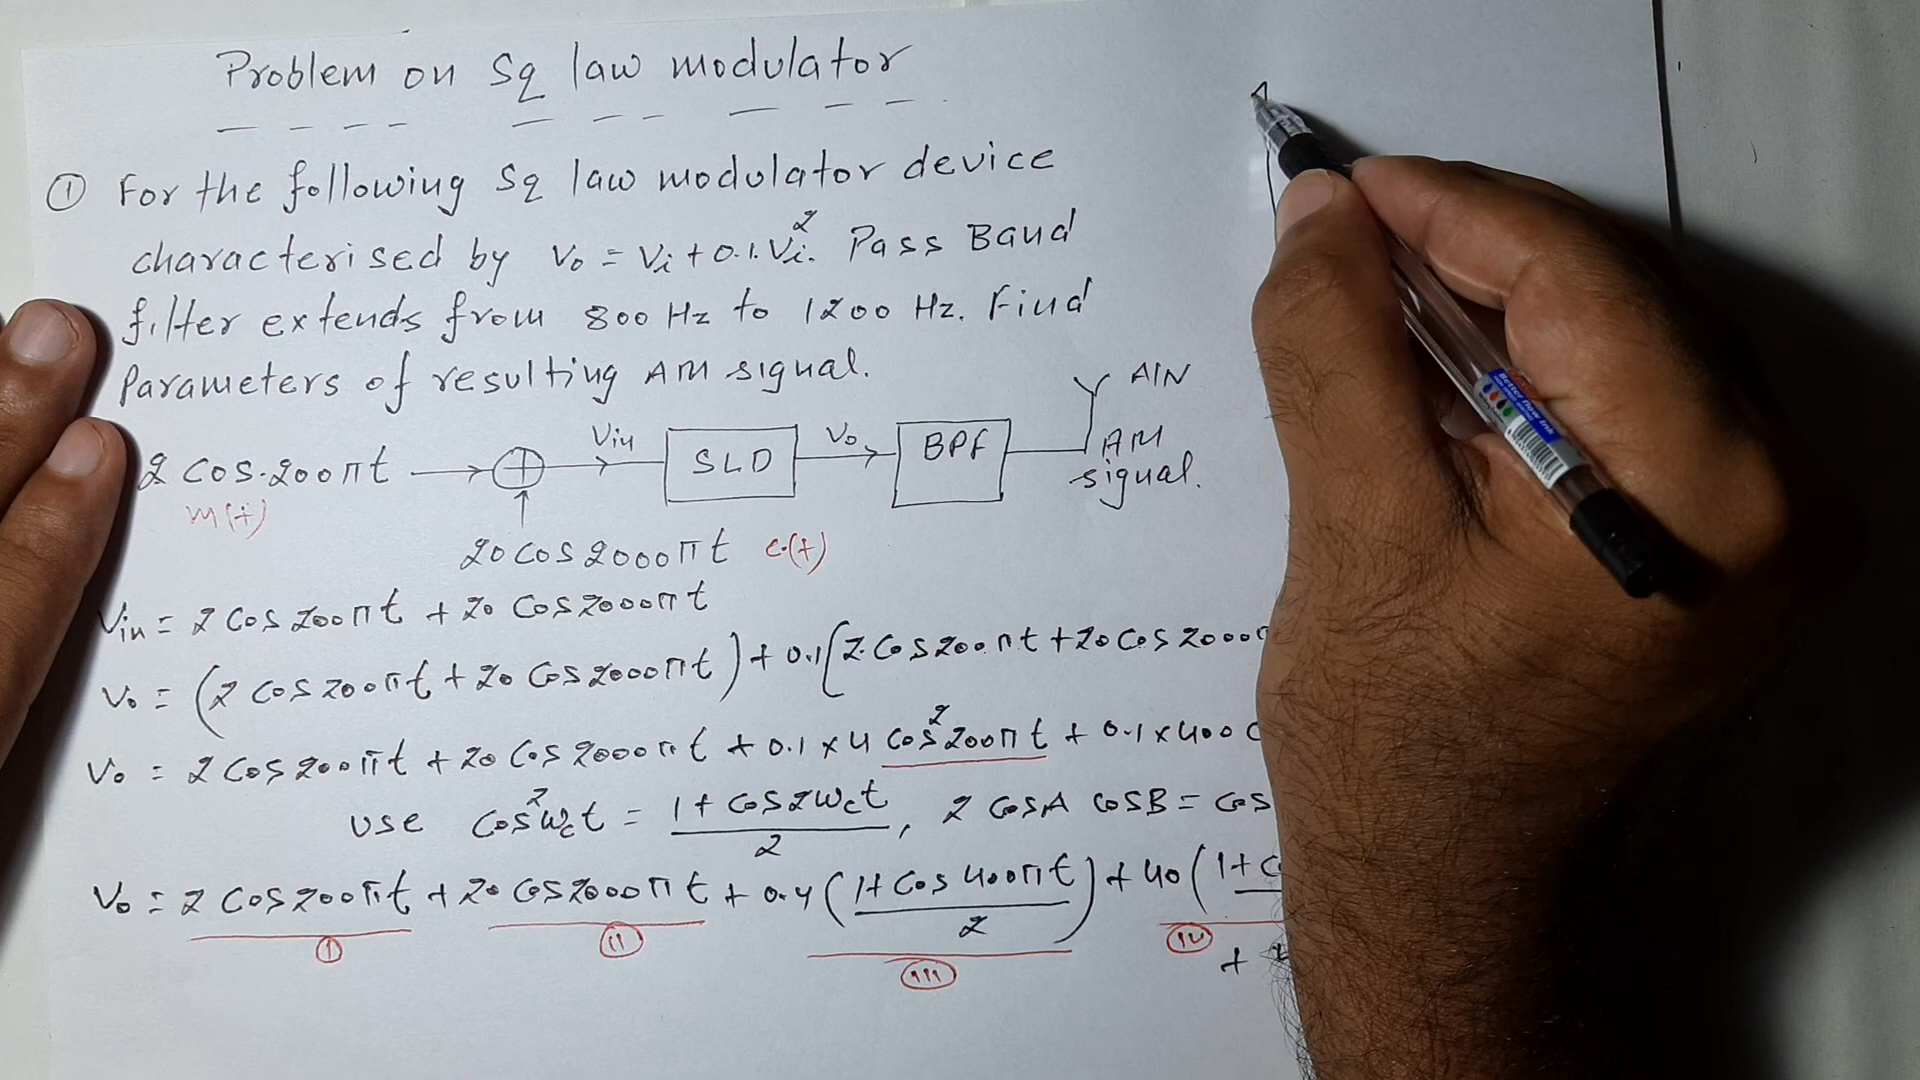 Problem on Sq law modulator
① For the following Sq law modulator device
characterised by V₀ = Vi + 0.1 Vi². Pass Band
filter extends from 800 Hz to 1200 Hz. Find
Parameters of resulting AM signal.
2 cos 200πt → ⊕ Vin SLD V₀ BPF AM signal.
m(t)
20 cos 2000πt c(t)
Vin = 2 cos 200πt + 20 cos 2000πt
V₀ = (2 cos 200πt + 20 cos 2000πt) + 0.1(2 cos 200πt + 20 cos 2000π
V₀ = 2 cos 200πt + 20 cos 2000πt + 0.1×4 cos² 200πt + 0.1×400 c
use cos² ωct = (1 + cos 2ωct)/2, 2 cosA cosB = cos
V₀ = 2 cos 200πt + 20 cos 2000πt + 0.4((1 + cos 400πt)/2) + 40(1 + c
ⓘ ⓘⓘ ⓘⓘⓘ ⓘⓥ
+